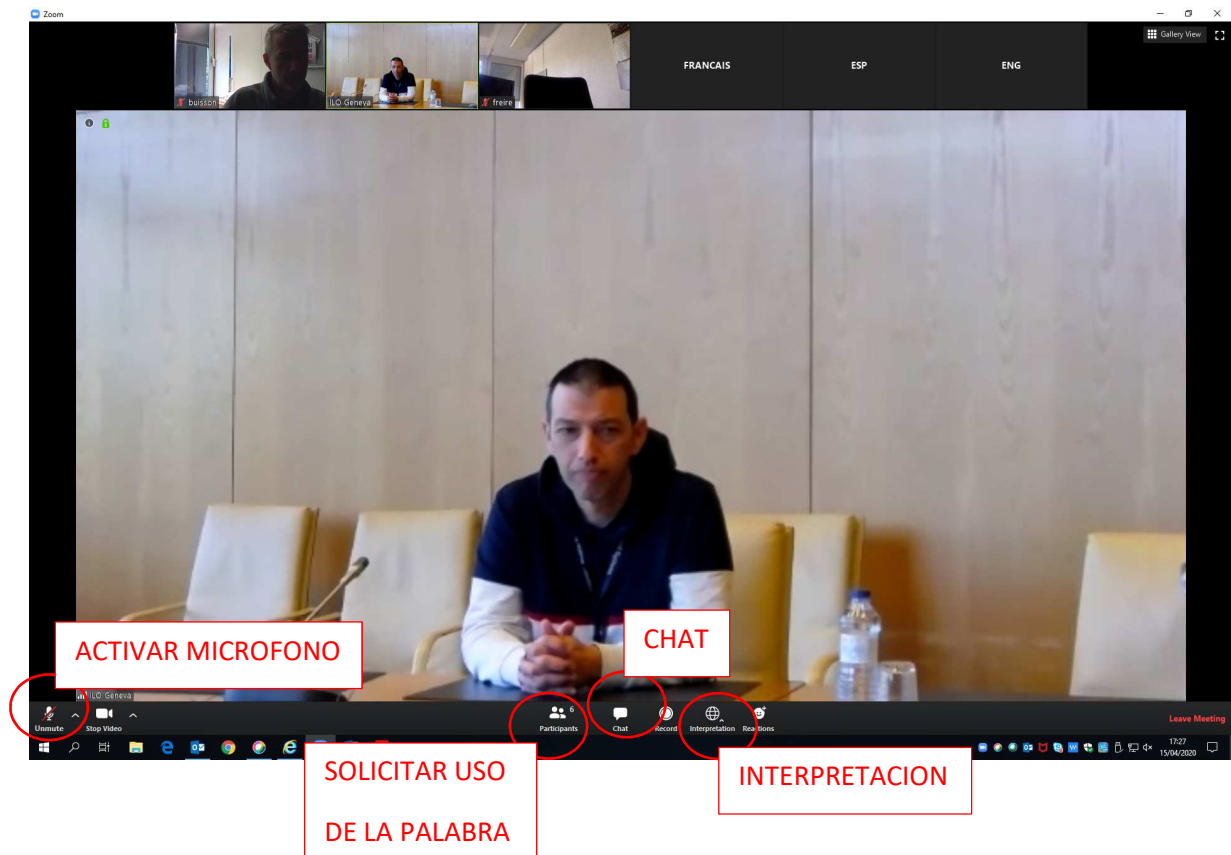 Zoom
Gallery View
buisson
ILO Geneva
freire
FRANCAIS
ESP
ENG
ILO Geneva
ACTIVAR MICROFONO
CHAT
Unmute
Stop Video
6
Participants
Chat
Record
Interpretation
Reactions
Leave Meeting
17:27
15/04/2020
SOLICITAR USO
DE LA PALABRA
INTERPRETACION